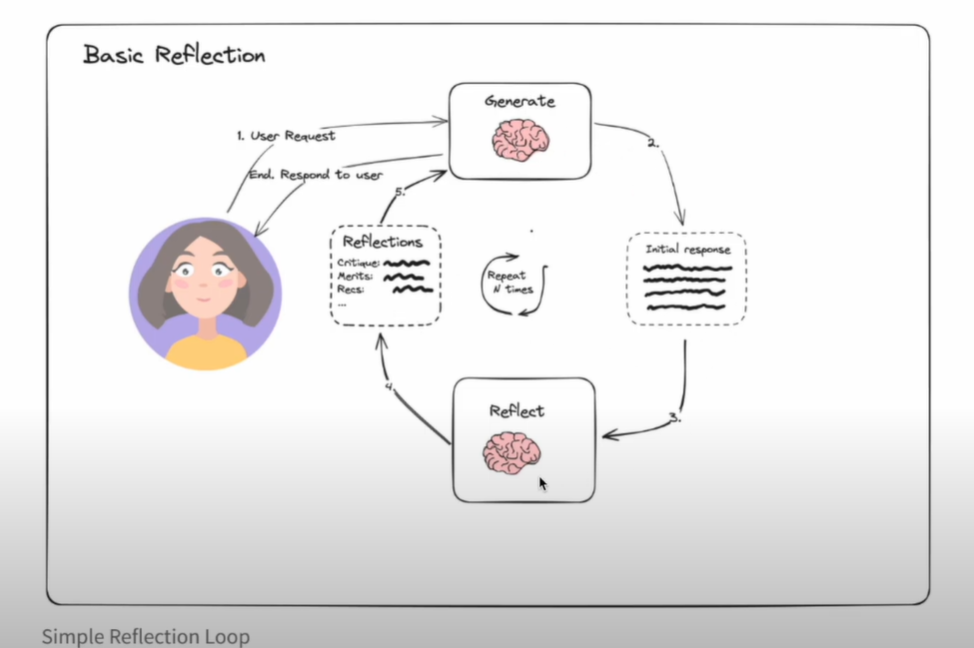 Basic Reflection
Generate
1. User Request
2.
End. Respond to user
5.
Reflections
Critique:
Merits:
Recs:
...
Repeat
N times
Initial response
4.
3.
Reflect
Simple Reflection Loop